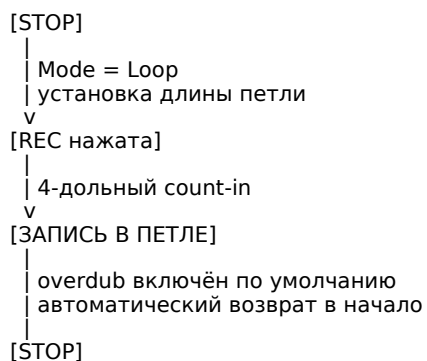 [STOP]
|
| Mode = Loop
| установка длины петли
v
[REC нажата]
|
| 4-дольный count-in
v
[ЗАПИСЬ В ПЕТЛЕ]
|
| overdub включён по умолчанию
| автоматический возврат в начало
|
[STOP]